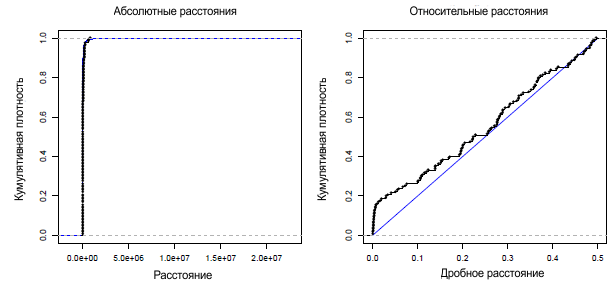 Абсолютные расстояния
Кумулятивная плотность
1.0
0.8
0.6
0.4
0.2
0.0
0.0e+00 5.0e+06 1.0e+07 1.5e+07 2.0e+07
Расстояние
Относительные расстояния
Кумулятивная плотность
1.0
0.8
0.6
0.4
0.2
0.0
0.0 0.1 0.2 0.3 0.4 0.5
Дробное расстояние